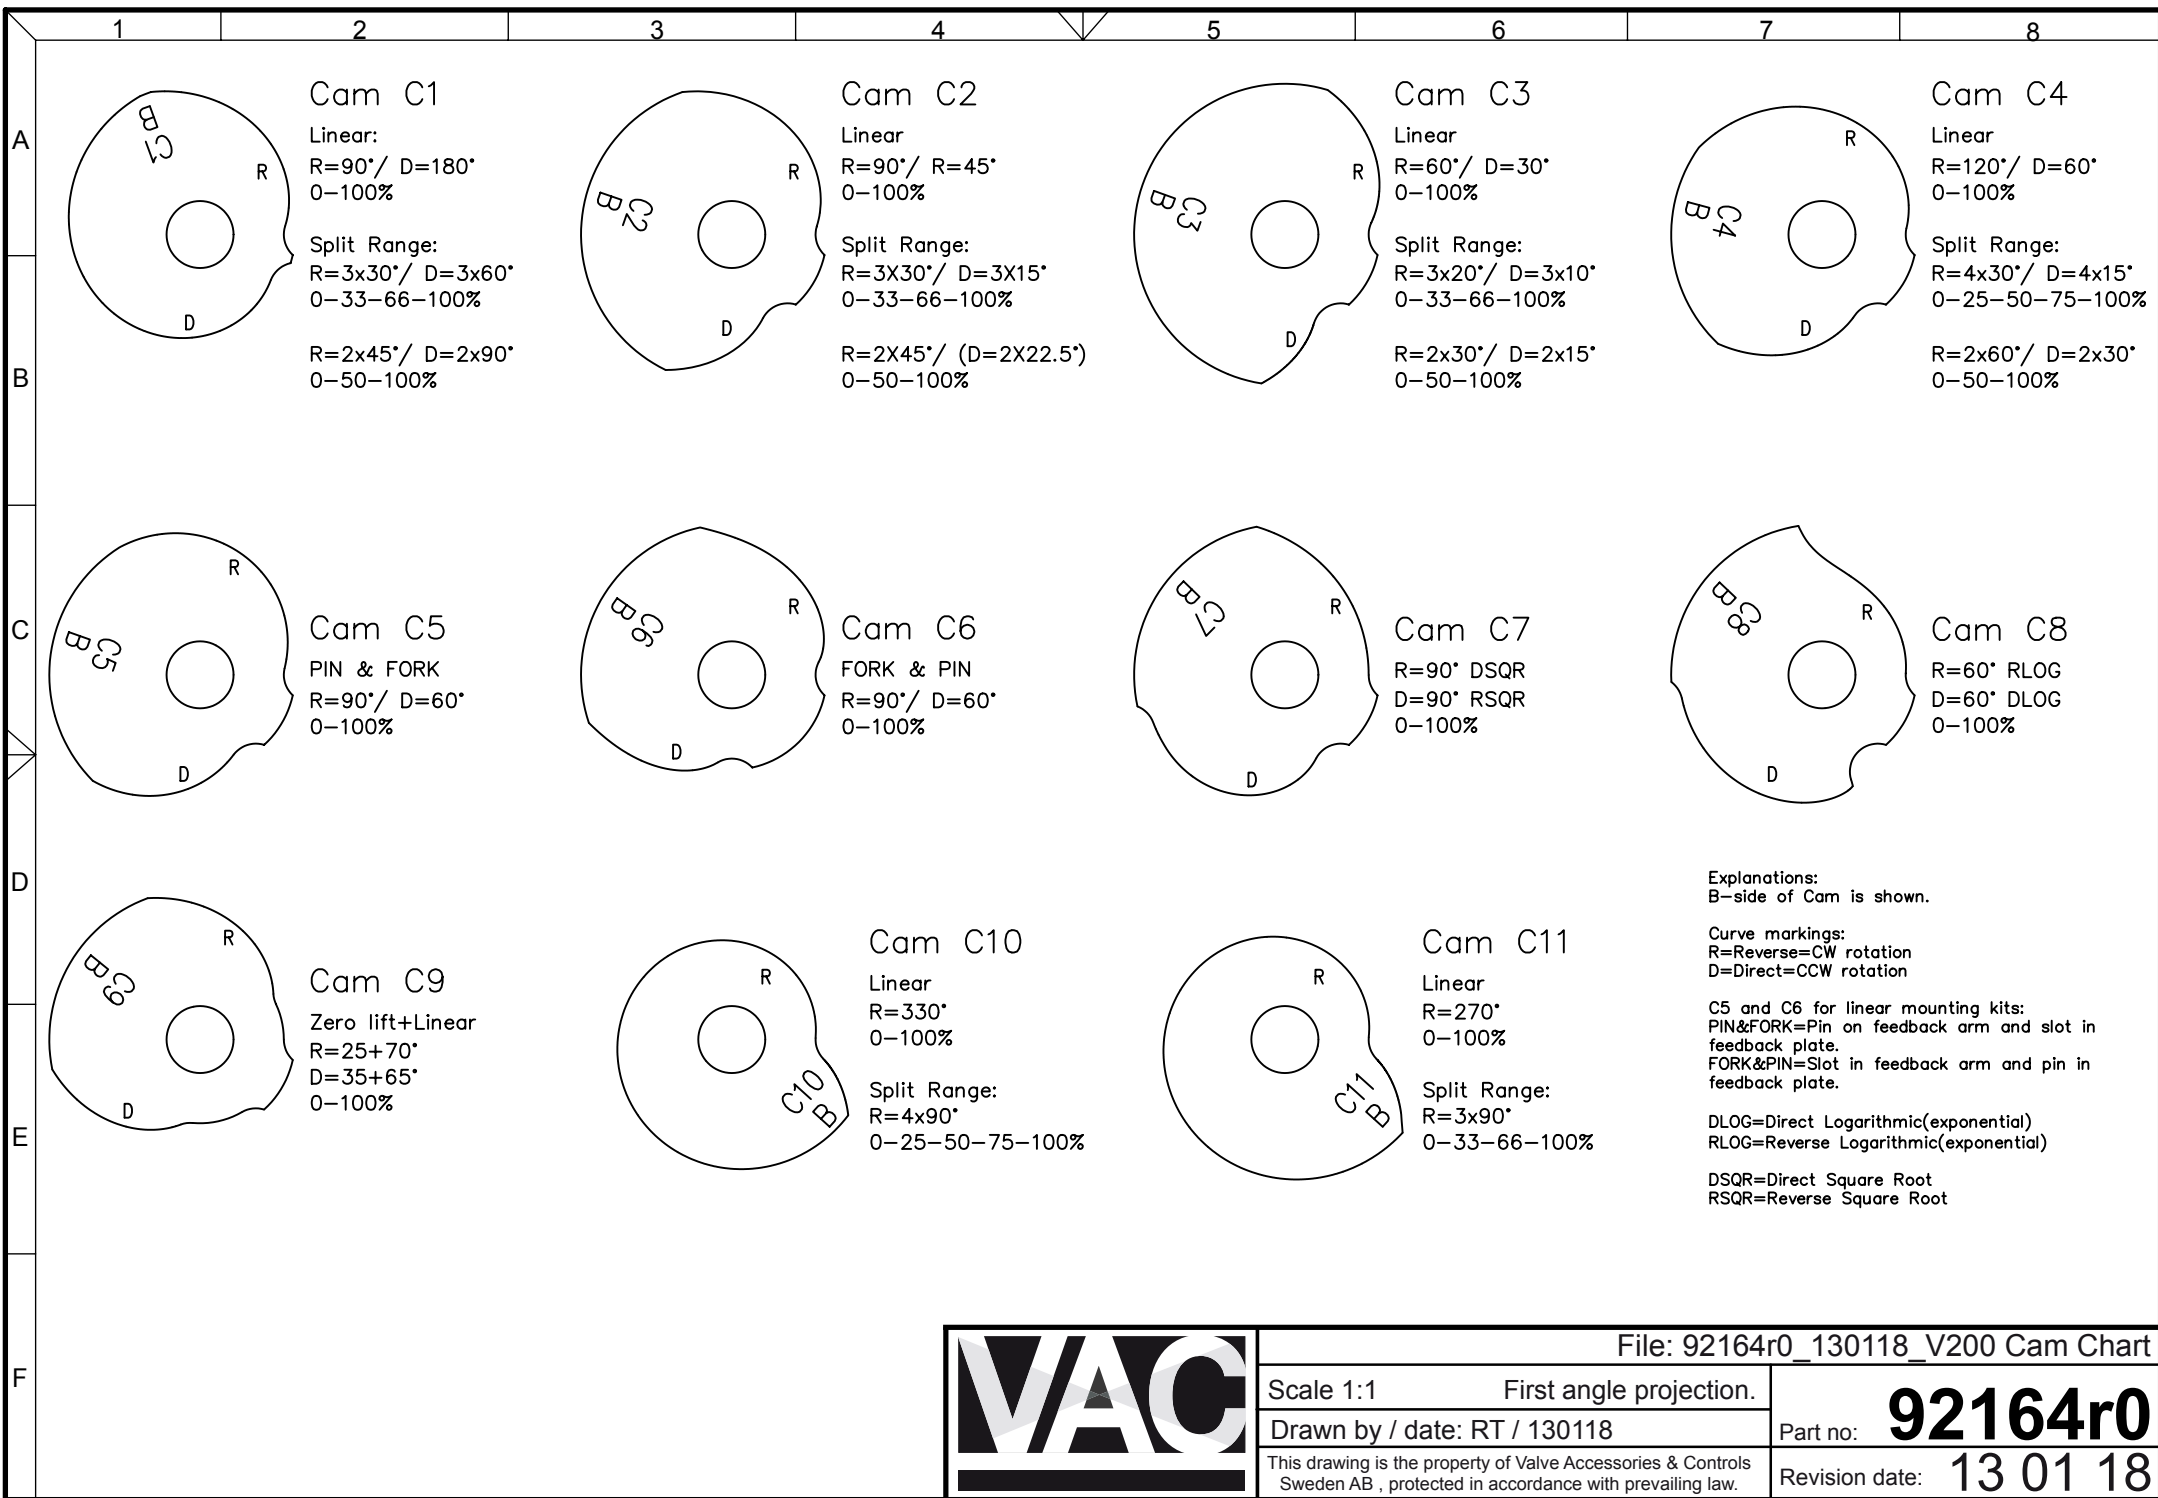 1 2 3 4 5 6 7 8
A
B
C
D
E
F
B
C1
R
D
Cam C1
Linear:
R=90°/ D=180°
0-100%
Split Range:
R=3x30°/ D=3x60°
0-33-66-100%
R=2x45°/ D=2x90°
0-50-100%
B
C2
R
D
Cam C2
Linear
R=90°/ R=45°
0-100%
Split Range:
R=3X30°/ D=3X15°
0-33-66-100%
R=2X45°/ (D=2X22.5°)
0-50-100%
B
C3
R
D
Cam C3
Linear
R=60°/ D=30°
0-100%
Split Range:
R=3x20°/ D=3x10°
0-33-66-100%
R=2x30°/ D=2x15°
0-50-100%
B
C4
R
D
Cam C4
Linear
R=120°/ D=60°
0-100%
Split Range:
R=4x30°/ D=4x15°
0-25-50-75-100%
R=2x60°/ D=2x30°
0-50-100%
B
C5
R
D
Cam C5
PIN & FORK
R=90°/ D=60°
0-100%
B
C6
R
D
Cam C6
FORK & PIN
R=90°/ D=60°
0-100%
B
C7
R
D
Cam C7
R=90° DSQR
D=90° RSQR
0-100%
B
C8
R
D
Cam C8
R=60° RLOG
D=60° DLOG
0-100%
B
C9
R
D
Cam C9
Zero lift+Linear
R=25+70°
D=35+65°
0-100%
R
C10
B
Cam C10
Linear
R=330°
0-100%
Split Range:
R=4x90°
0-25-50-75-100%
R
C11
B
Cam C11
Linear
R=270°
0-100%
Split Range:
R=3x90°
0-33-66-100%
Explanations:
B-side of Cam is shown.
Curve markings:
R=Reverse=CW rotation
D=Direct=CCW rotation
C5 and C6 for linear mounting kits:
PIN&FORK=Pin on feedback arm and slot in
feedback plate.
FORK&PIN=Slot in feedback arm and pin in
feedback plate.
DLOG=Direct Logarithmic(exponential)
RLOG=Reverse Logarithmic(exponential)
DSQR=Direct Square Root
RSQR=Reverse Square Root
VAC
File: 92164r0_130118_V200 Cam Chart
Scale 1:1 First angle projection.
Drawn by / date: RT / 130118
This drawing is the property of Valve Accessories & Controls
Sweden AB , protected in accordance with prevailing law.
Part no: 92164r0
Revision date: 13 01 18